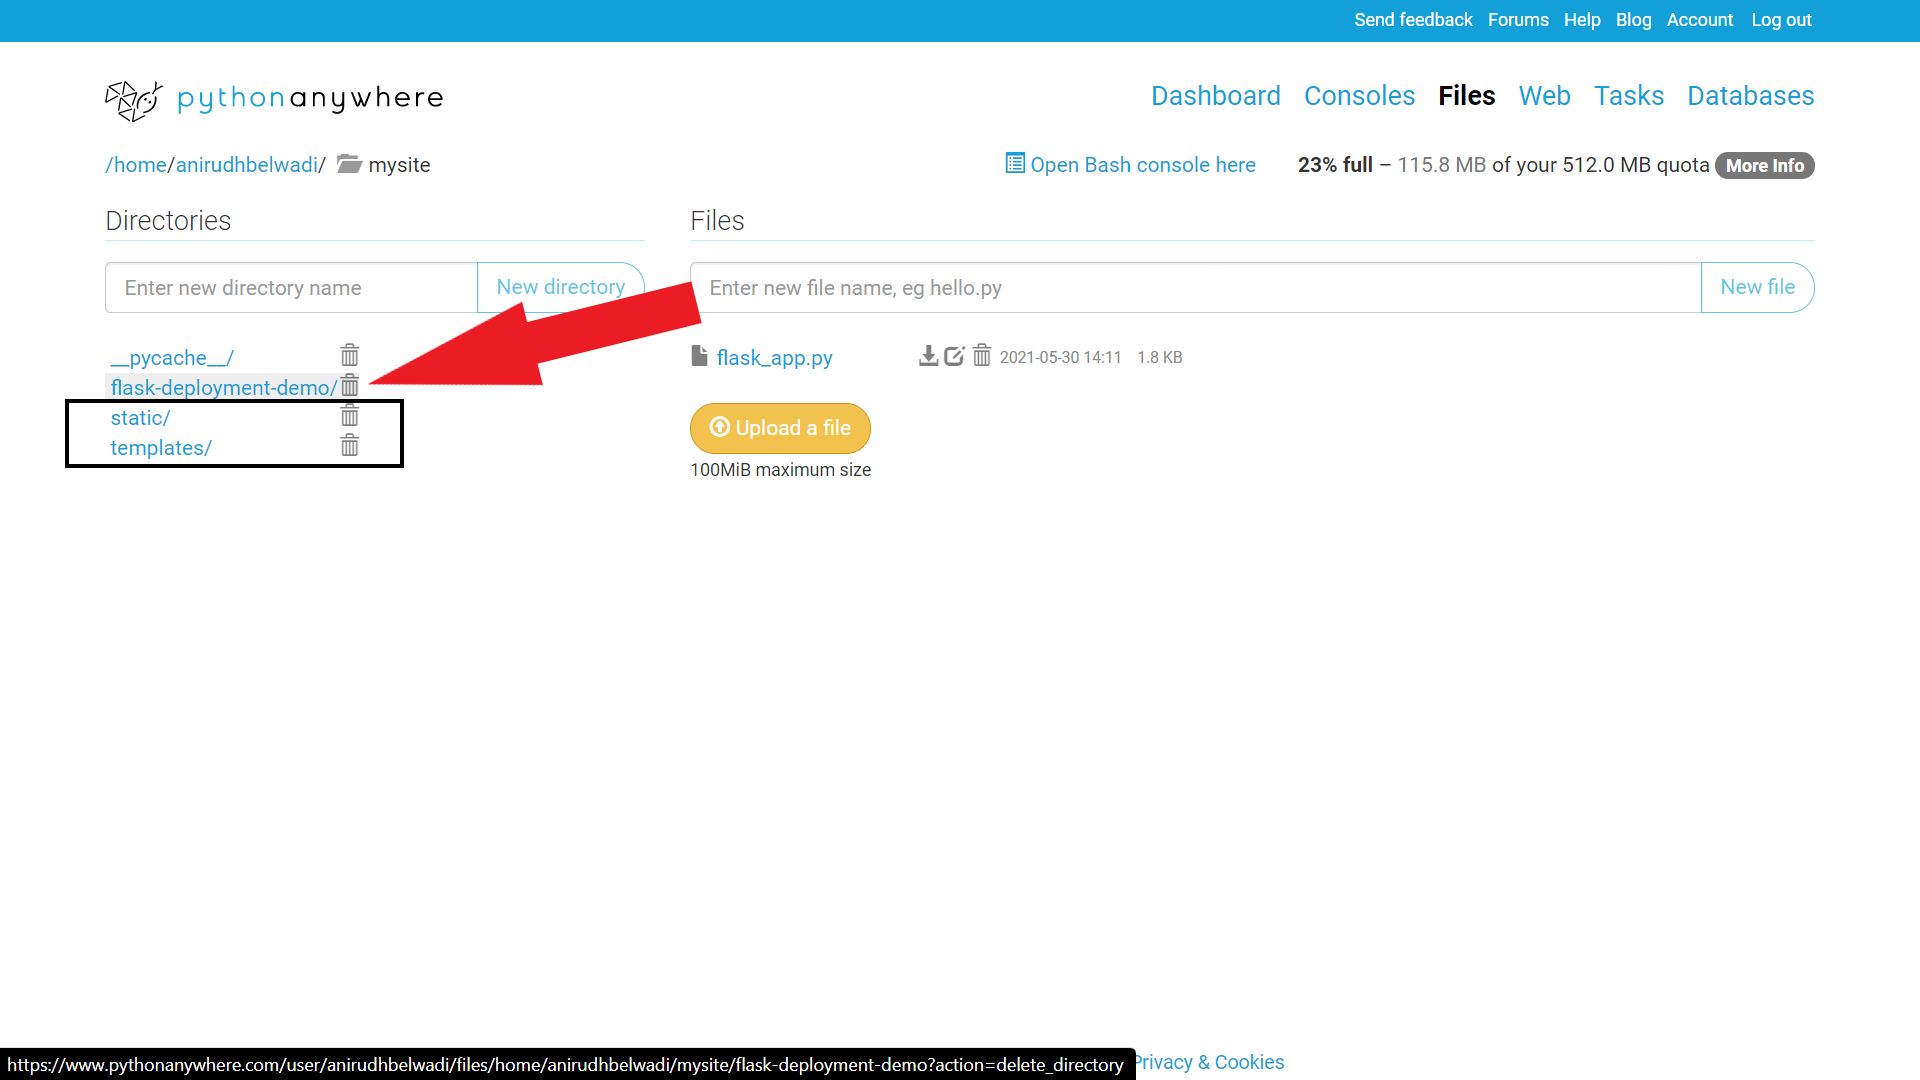 Send feedback Forums Help Blog Account Log out
pythonanywhere
Dashboard Consoles Files Web Tasks Databases
/home/anirudhbelwadi/ mysite
Open Bash console here 23% full – 115.8 MB of your 512.0 MB quota More Info
Directories
Enter new directory name New directory
__pycache__/
flask-deployment-demo/
static/
templates/
Files
Enter new file name, eg hello.py New file
flask_app.py 2021-05-30 14:11 1.8 KB
Upload a file
100MiB maximum size
https://www.pythonanywhere.com/user/anirudhbelwadi/files/home/anirudhbelwadi/mysite/flask-deployment-demo?action=delete_directory Privacy & Cookies